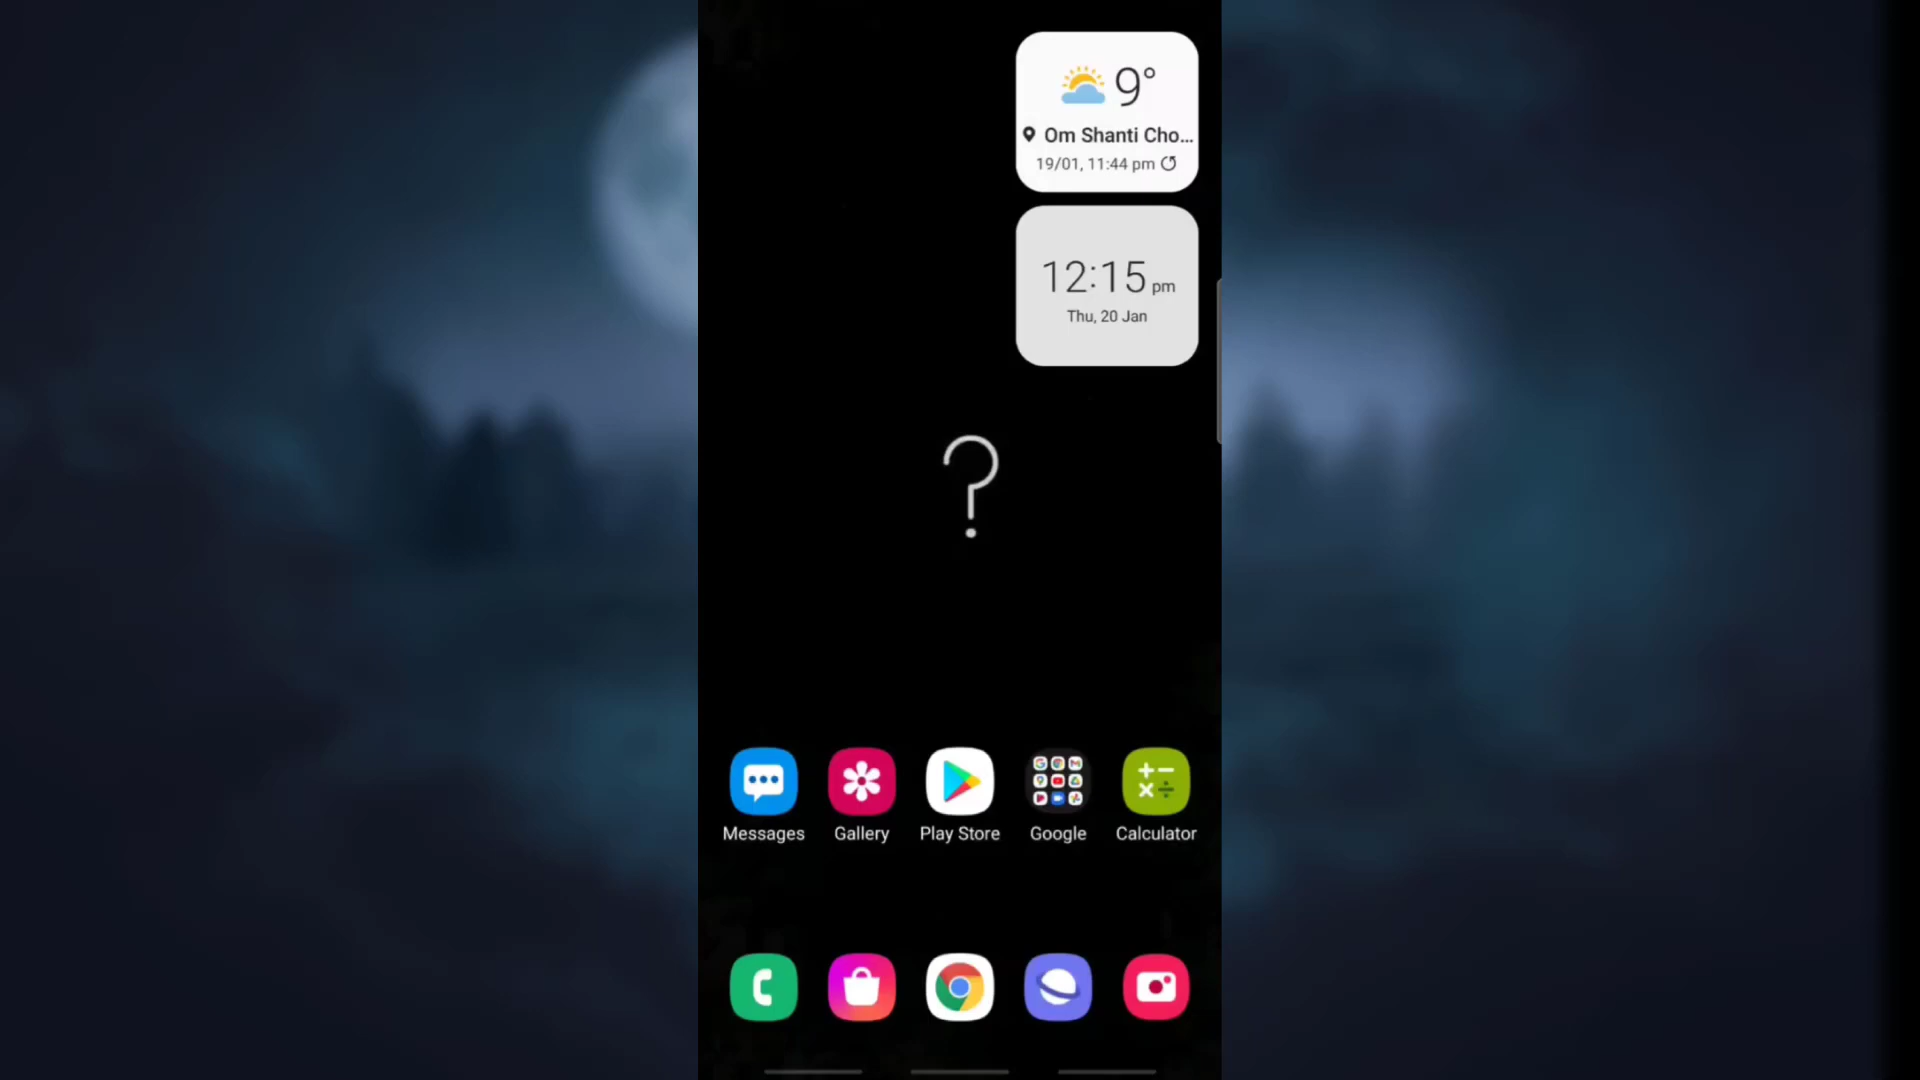 9°
Om Shanti Cho...
19/01, 11:44 pm
12:15 pm
Thu, 20 Jan
?
Messages Gallery Play Store Google Calculator